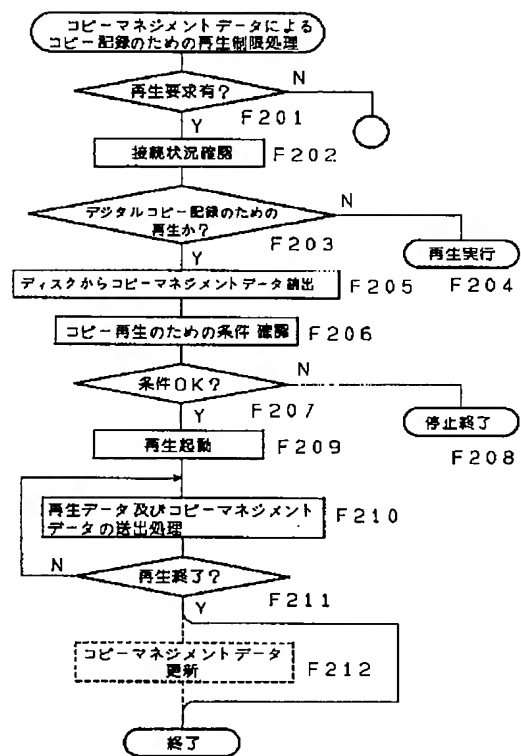 コピーマネジメントデータによる
コピー記録のための再生制限処理
再生要求有?
N
Y
F201
接続状況確認
F202
デジタルコピー記録のための
再生か?
N
Y
F203
再生実行
F204
ディスクからコピーマネジメントデータ読出
F205
コピー再生のための条件確認
F206
条件OK?
N
Y
F207
停止終了
F208
再生起動
F209
再生データ及びコピーマネジメント
データの送出処理
F210
再生終了?
N
Y
F211
コピーマネジメントデータ
更新
F212
終了